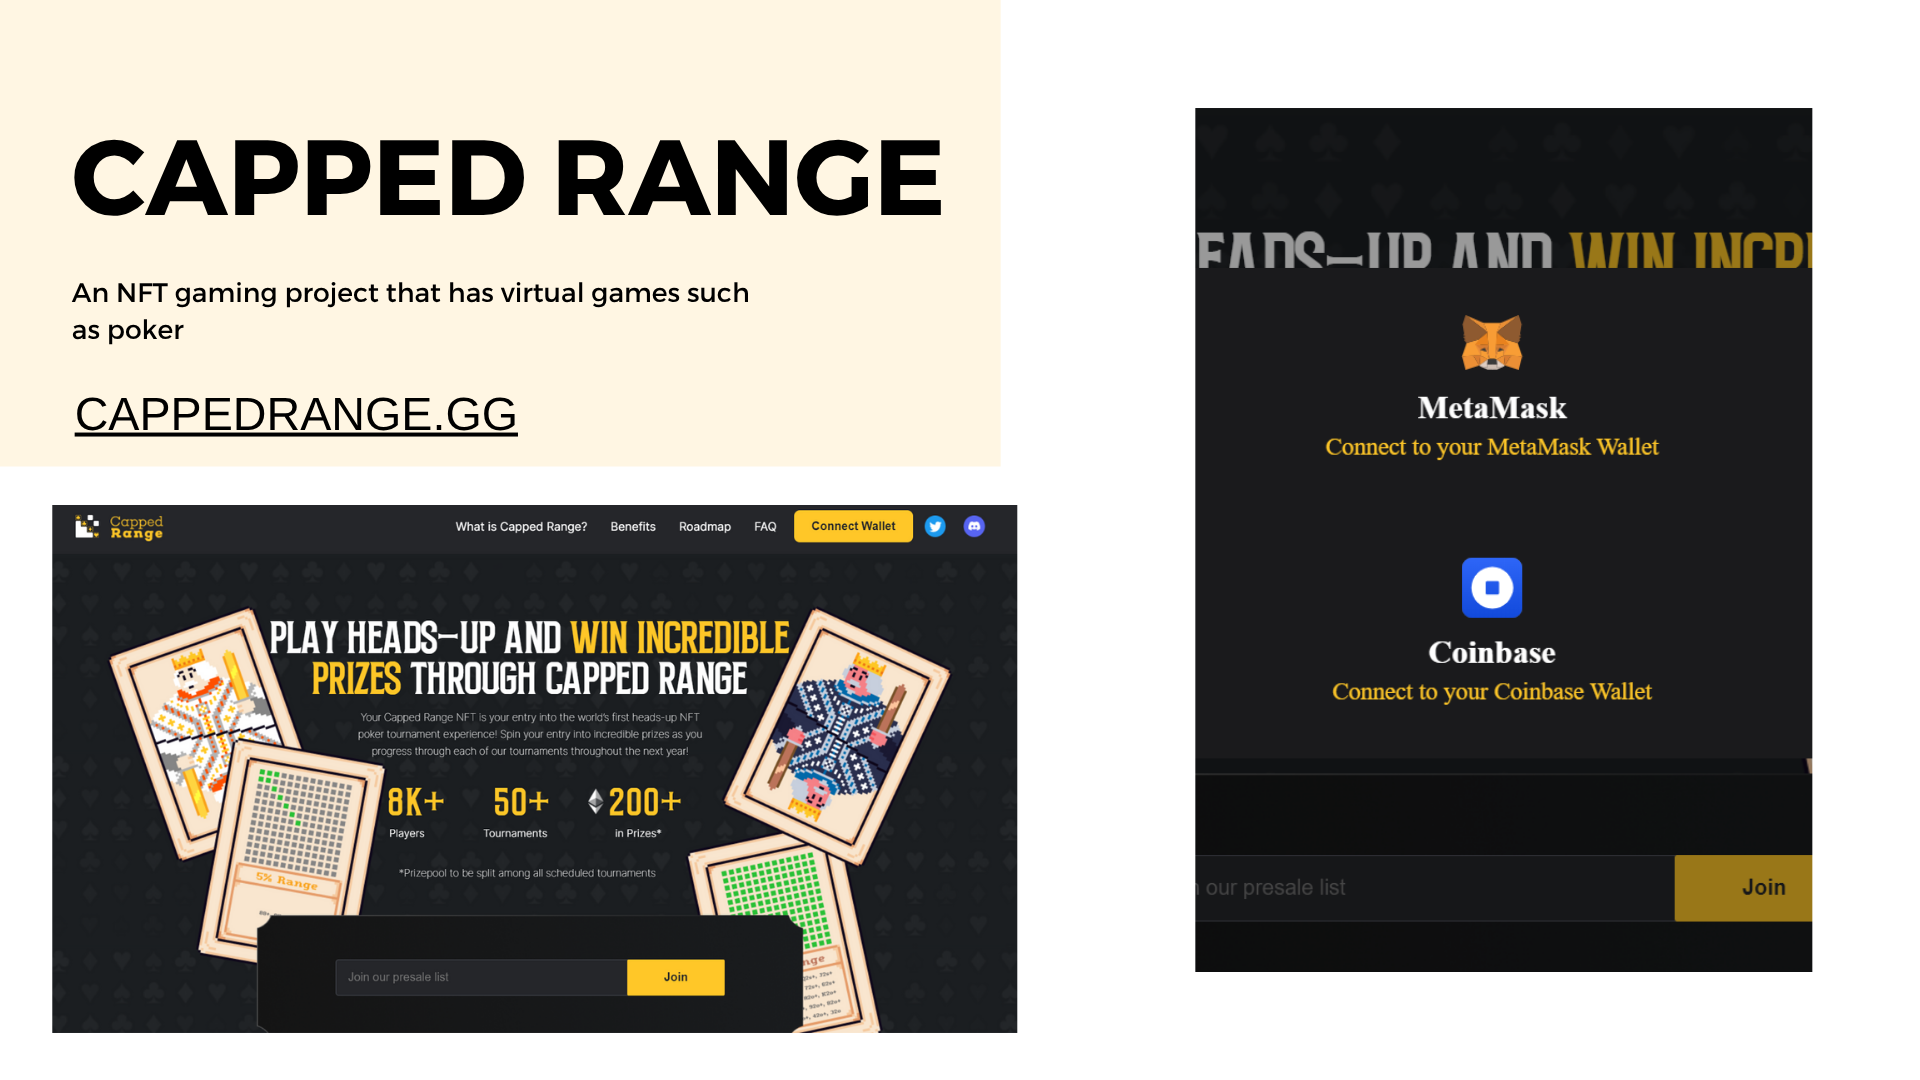 CAPPED RANGE
An NFT gaming project that has virtual games such
as poker
CAPPEDRANGE.GG
Capped
Range
What is Capped Range?
Benefits
Roadmap
FAQ
Connect Wallet
PLAY HEADS-UP AND WIN INCREDIBLE
PRIZES THROUGH CAPPED RANGE
Your Capped Range NFT is your entry into the world's first heads-up NFT
poker tournament experience! Spin your entry into incredible prizes as you
progress through each of our tournaments throughout the next year!
8K+
Players
50+
Tournaments
200+
in Prizes*
*Prizepool to be split among all scheduled tournaments
5% Range
Join our presale list
Join
EADS-UP AND WIN INCR
MetaMask
Connect to your MetaMask Wallet
Coinbase
Connect to your Coinbase Wallet
our presale list
Join